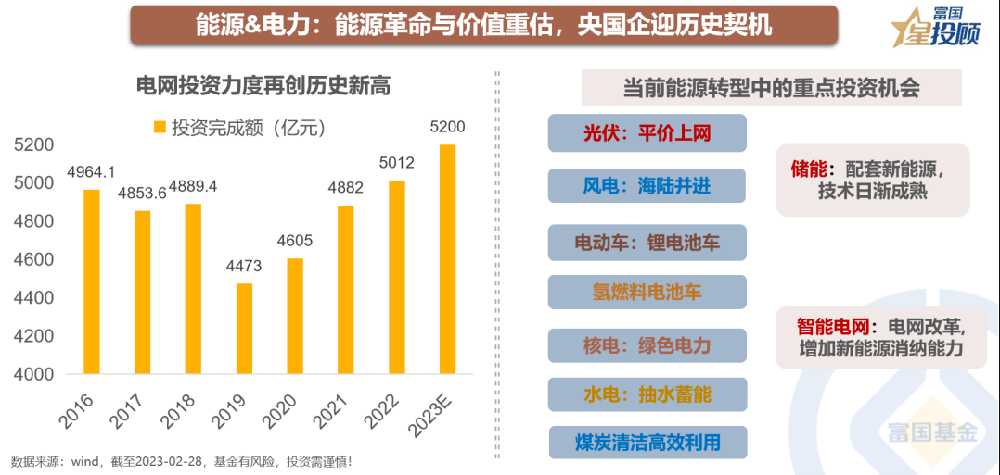 能源&电力：能源革命与价值重估，央国企迎历史契机
富国
星投顾
电网投资力度再创历史新高
投资完成额（亿元）
5200
5000
4800
4600
4400
4200
4000
4964.1
4853.6
4889.4
4473
4605
4882
5012
5200
2016
2017
2018
2019
2020
2021
2022
2023E
当前能源转型中的重点投资机会
光伏：平价上网
风电：海陆并进
电动车：锂电池车
氢燃料电池车
核电：绿色电力
水电：抽水蓄能
煤炭清洁高效利用
储能：配套新能源，
技术日渐成熟
智能电网：电网改革,
增加新能源消纳能力
富国基金
数据来源：wind，截至2023-02-28，基金有风险，投资需谨慎！